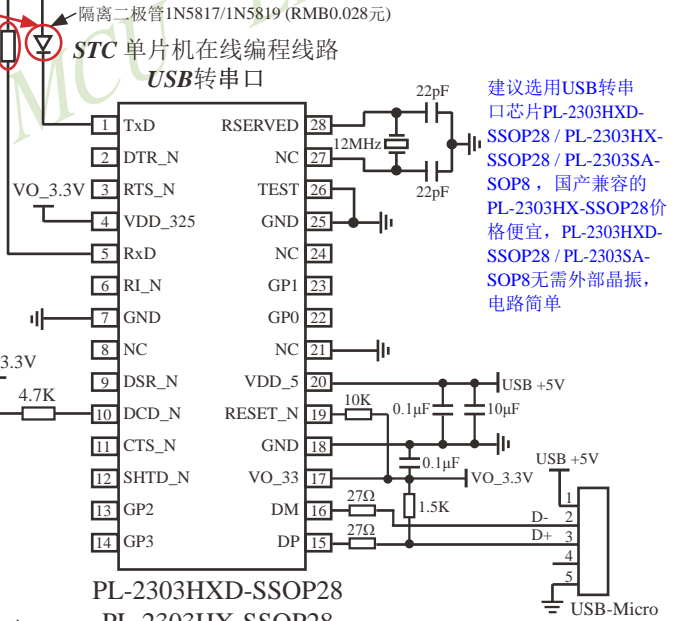 隔离二极管1N5817/1N5819 (RMB0.028元)
STC 单片机在线编程线路
USB转串口
MCU
建议选用USB转串
口芯片PL-2303HXD-
SSOP28 / PL-2303HX-
SSOP28 / PL-2303SA-
SOP8 ，国产兼容的
PL-2303HX-SSOP28价
格便宜，PL-2303HXD-
SSOP28 / PL-2303SA-
SOP8无需外部晶振，
电路简单
22pF
12MHz
22pF
VO_3.3V
3.3V
4.7K
1 TxD
2 DTR_N
3 RTS_N
4 VDD_325
5 RxD
6 RI_N
7 GND
8 NC
9 DSR_N
10 DCD_N
11 CTS_N
12 SHTD_N
13 GP2
14 GP3
RSERVED 28
NC 27
TEST 26
GND 25
NC 24
GP1 23
GP0 22
NC 21
VDD_5 20
RESET_N 19
GND 18
VO_33 17
DM 16
DP 15
USB +5V
10K
0.1μF
10μF
0.1μF
VO_3.3V
27Ω
1.5K
27Ω
USB +5V
1
D- 2
D+ 3
4
5
USB-Micro
PL-2303HXD-SSOP28
PL-2303HX-SSOP28